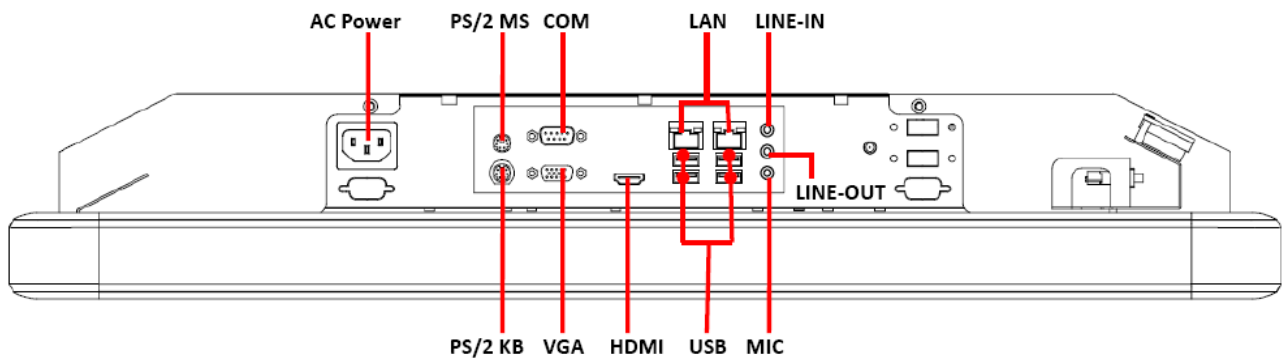 AC Power PS/2 MS COM LAN LINE-IN
LINE-OUT
PS/2 KB VGA HDMI USB MIC